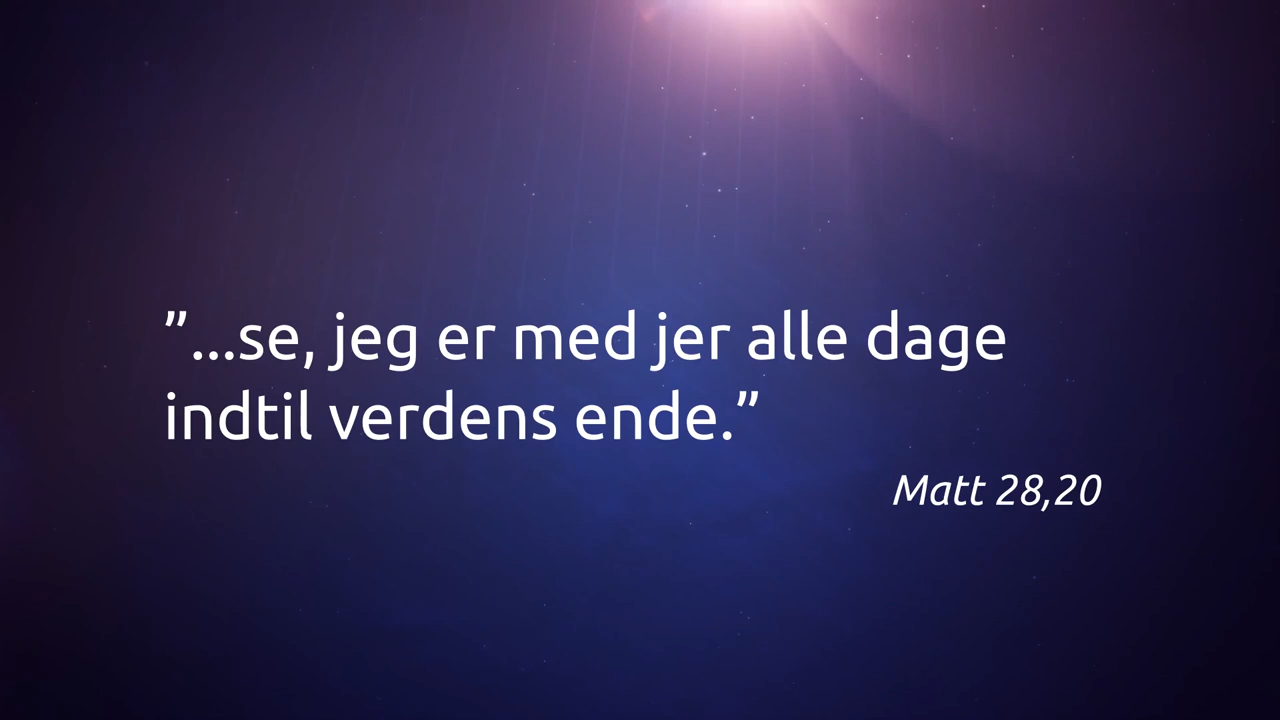 ”...se, jeg er med jer alle dage
indtil verdens ende.”
Matt 28,20